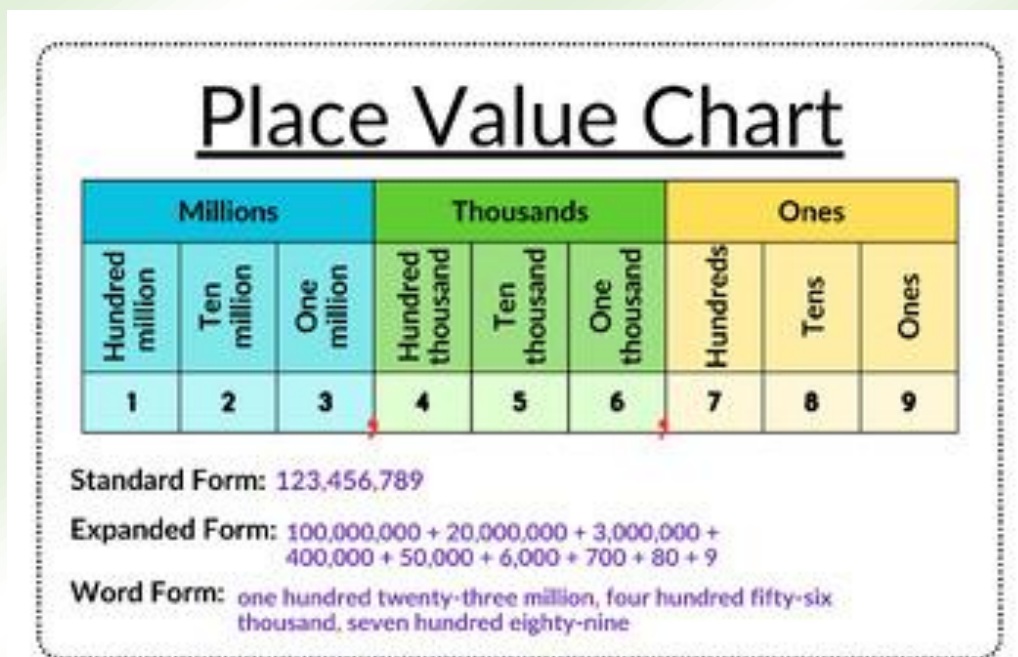 Place Value Chart
Millions Thousands Ones
Hundred million Ten million One million Hundred thousand Ten thousand One thousand Hundreds Tens Ones
1 2 3 , 4 5 6 , 7 8 9
Standard Form: 123,456,789
Expanded Form: 100,000,000 + 20,000,000 + 3,000,000 +
400,000 + 50,000 + 6,000 + 700 + 80 + 9
Word Form: one hundred twenty-three million, four hundred fifty-six
thousand, seven hundred eighty-nine